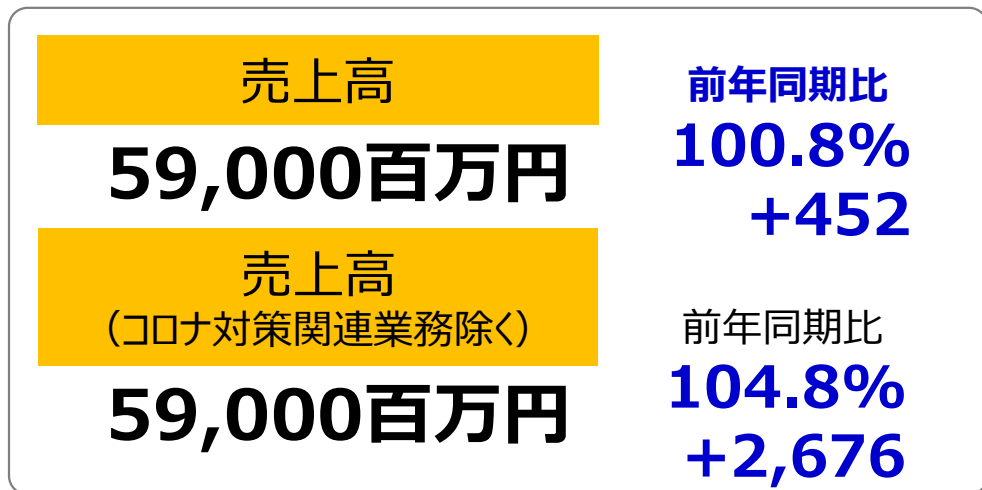 売上高
59,000百万円
前年同期比
100.8%
+452
売上高
（コロナ対策関連業務除く）
59,000百万円
前年同期比
104.8%
+2,676